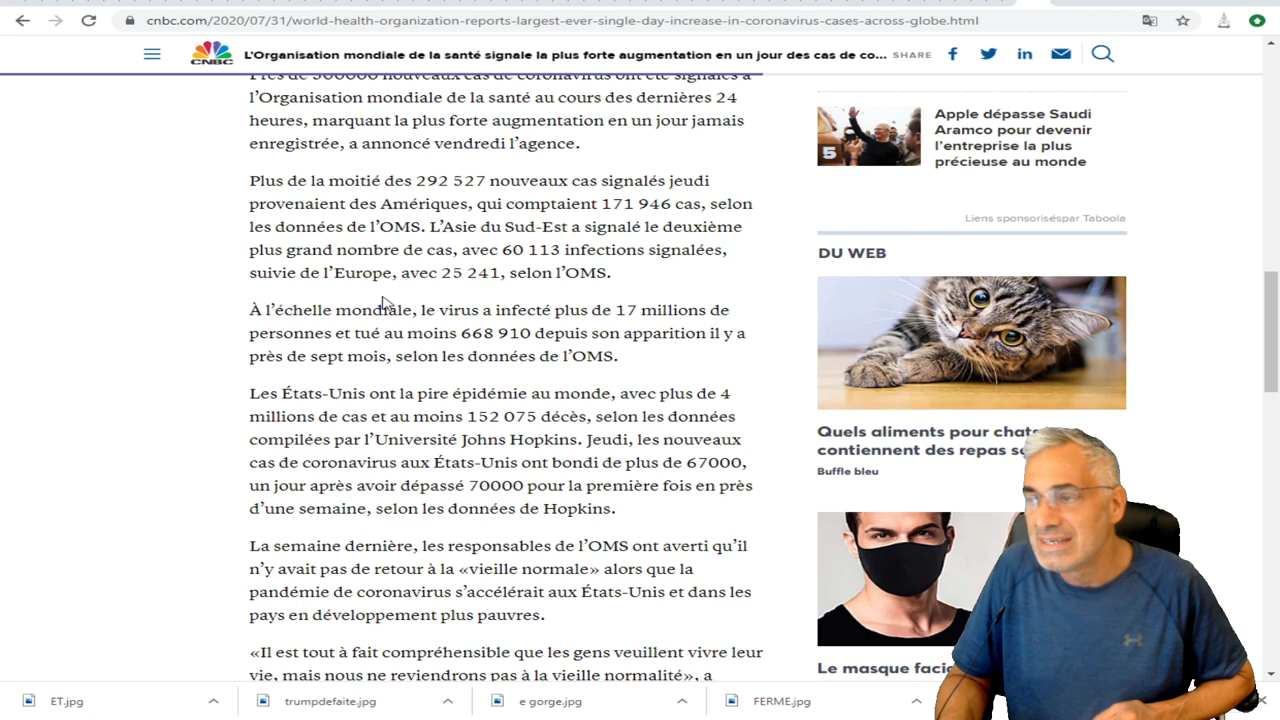 cnbc.com/2020/07/31/world-health-organization-reports-largest-ever-single-day-increase-in-coronavirus-cases-across-globe.html
CNBC
L'Organisation mondiale de la santé signale la plus forte augmentation en un jour des cas de co...
SHARE
Près de 300000 nouveaux cas de coronavirus ont été signalés à
l'Organisation mondiale de la santé au cours des dernières 24
heures, marquant la plus forte augmentation en un jour jamais
enregistrée, a annoncé vendredi l'agence.
Plus de la moitié des 292 527 nouveaux cas signalés jeudi
provenaient des Amériques, qui comptaient 171 946 cas, selon
les données de l'OMS. L'Asie du Sud-Est a signalé le deuxième
plus grand nombre de cas, avec 60 113 infections signalées,
suivie de l'Europe, avec 25 241, selon l'OMS.
À l'échelle mondiale, le virus a infecté plus de 17 millions de
personnes et tué au moins 668 910 depuis son apparition il y a
près de sept mois, selon les données de l'OMS.
Les États-Unis ont la pire épidémie au monde, avec plus de 4
millions de cas et au moins 152 075 décès, selon les données
compilées par l'Université Johns Hopkins. Jeudi, les nouveaux
cas de coronavirus aux États-Unis ont bondi de plus de 67000,
un jour après avoir dépassé 70000 pour la première fois en près
d'une semaine, selon les données de Hopkins.
La semaine dernière, les responsables de l'OMS ont averti qu'il
n'y avait pas de retour à la «vieille normale» alors que la
pandémie de coronavirus s'accélérait aux États-Unis et dans les
pays en développement plus pauvres.
«Il est tout à fait compréhensible que les gens veuillent vivre leur
vie, mais nous ne reviendrons pas à la vieille normalité», a
5
Apple dépasse Saudi
Aramco pour devenir
l'entreprise la plus
précieuse au monde
Liens sponsoriséspar Taboola
DU WEB
Quels aliments pour chats
contiennent des repas
Buffle bleu
Le masque
ET.jpg
trumpdefaite.jpg
e gorge.jpg
FERME.jpg